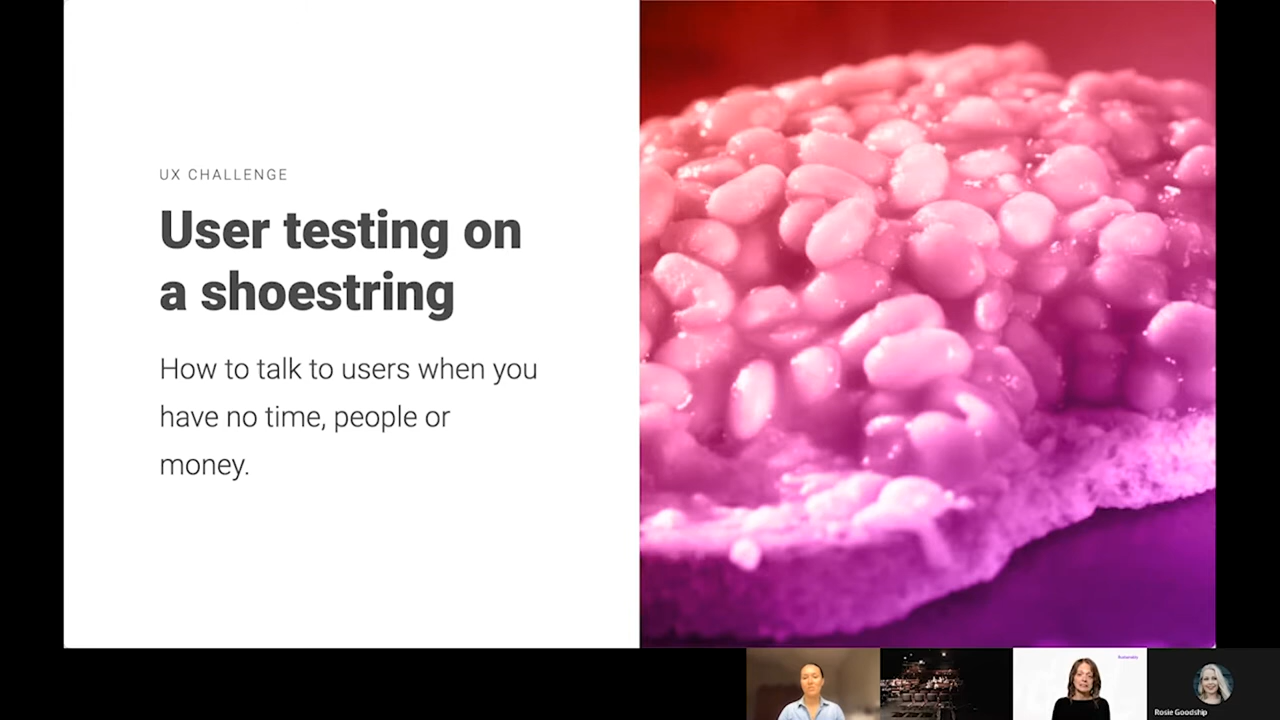 UX CHALLENGE
User testing on
a shoestring
How to talk to users when you
have no time, people or
money.
Rosie Goodship